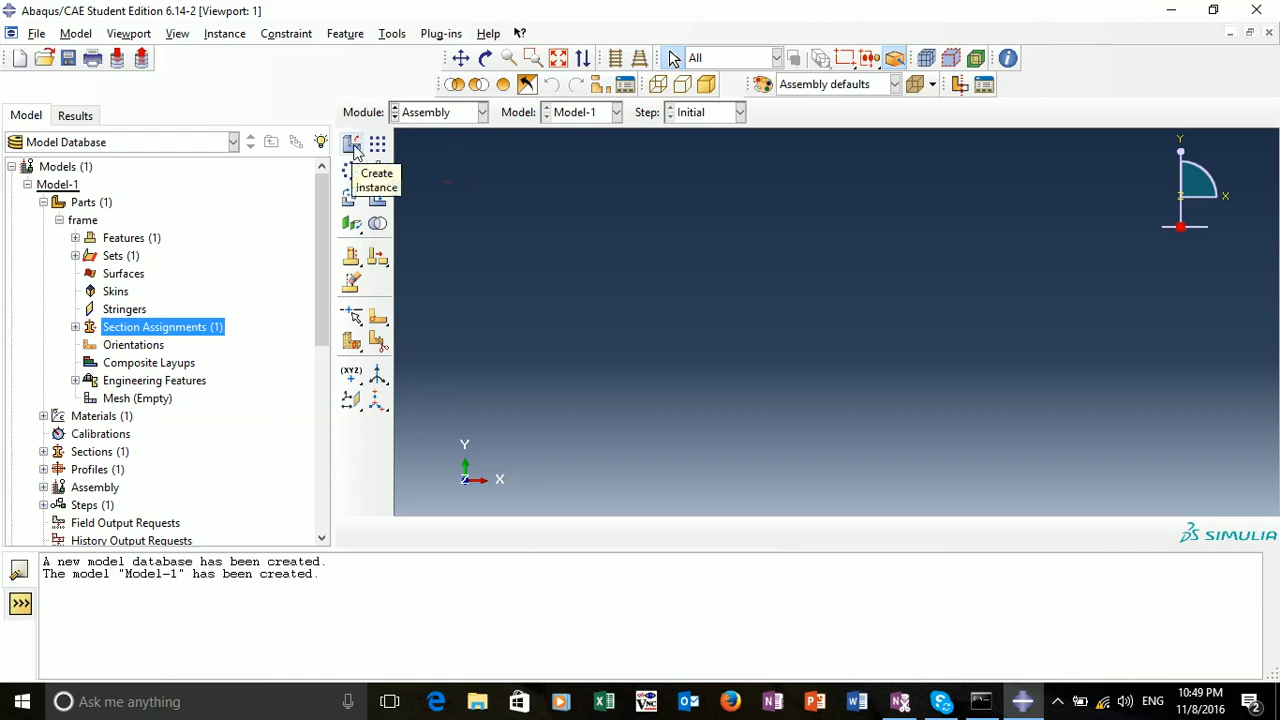 Abaqus/CAE Student Edition 6.14-2 [Viewport: 1]
File Model Viewport View Instance Constraint Feature Tools Plug-ins Help
All
Assembly defaults
Model Results
Module: Assembly Model: Model-1 Step: Initial
Model Database
Models (1)
Model-1
Parts (1)
frame
Features (1)
Sets (1)
Surfaces
Skins
Stringers
Section Assignments (1)
Orientations
Composite Layups
Engineering Features
Mesh (Empty)
Materials (1)
Calibrations
Sections (1)
Profiles (1)
Assembly
Steps (1)
Field Output Requests
History Output Requests
Create
Instance
(XYZ)
Y
X
Z
Y
X
Z
SIMULIA
A new model database has been created.
The model "Model-1" has been created.
>>>
Ask me anything
ENG
10:49 PM
11/8/2016
2